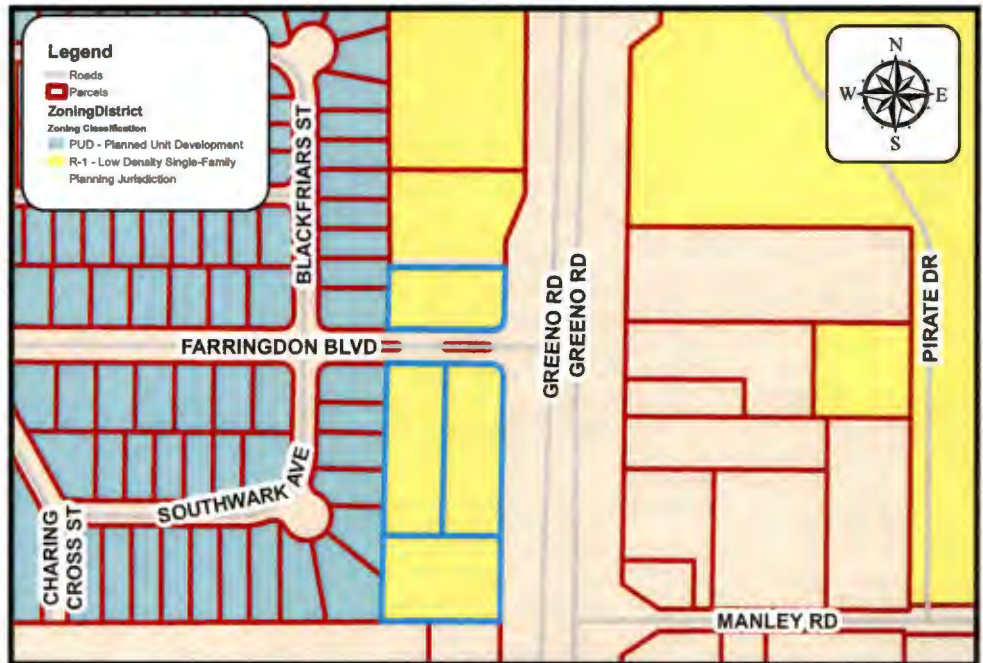 Legend
Roads
Parcels
ZoningDistrict
Zoning Classification
PUD - Planned Unit Development
R-1 - Low Density Single-Family
Planning Jurisdiction
N
W
E
S
BLACKFRIARS ST
FARRINGDON BLVD
GREENO RD
GREENO RD
PIRATE DR
SOUTHWARK AVE
CHARING
CROSS ST
MANLEY RD